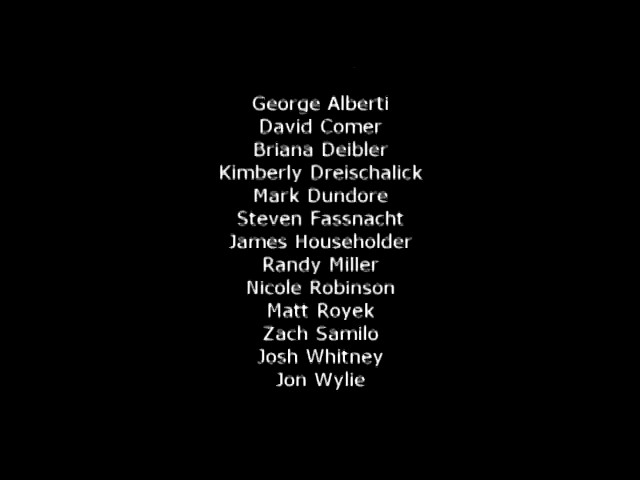 George Alberti
David Comer
Briana Deibler
Kimberly Dreischalick
Mark Dundore
Steven Fassnacht
James Householder
Randy Miller
Nicole Robinson
Matt Royek
Zach Samilo
Josh Whitney
Jon Wylie